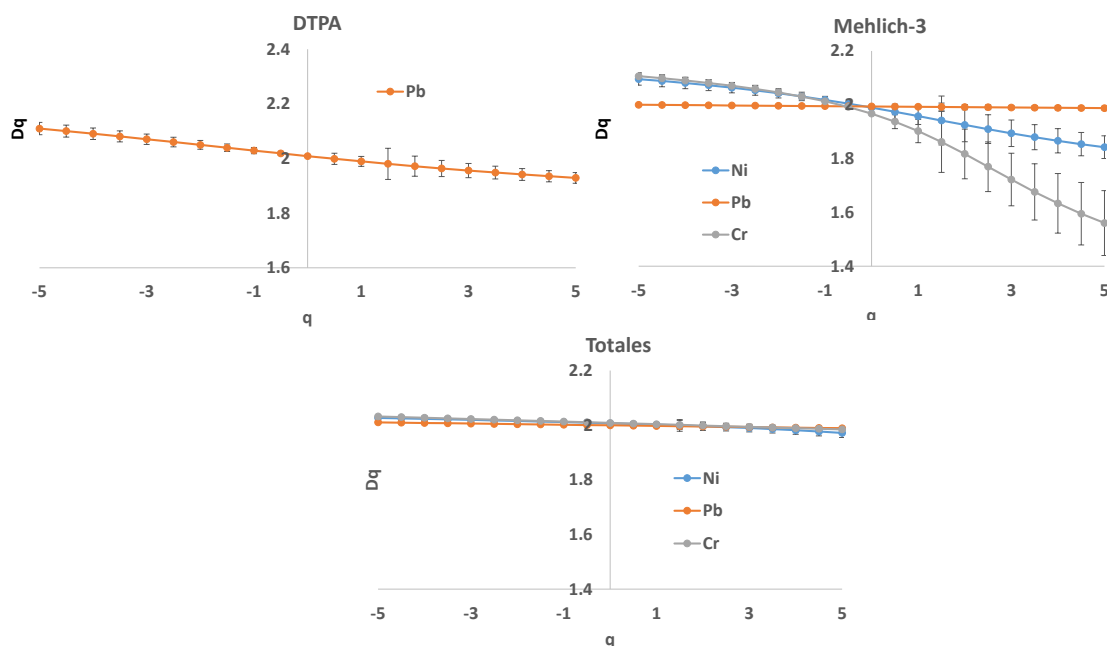 DTPA
2.4
2.2
2
1.8
1.6
Dq
Pb
-5 -3 -1 1 3 5
q
Mehlich-3
2.2
2
1.8
1.6
1.4
Dq
Ni
Pb
Cr
-5 -3 -1 1 3 5
q
Totales
2.2
2
1.8
1.6
1.4
Dq
Ni
Pb
Cr
-5 -3 -1 1 3 5
q